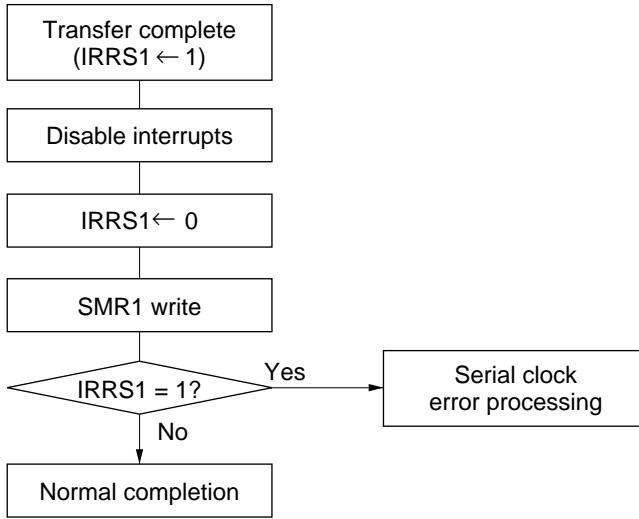 Transfer complete
(IRRS1 ← 1)
Disable interrupts
IRRS1← 0
SMR1 write
IRRS1 = 1?
Yes
Serial clock
error processing
No
Normal completion